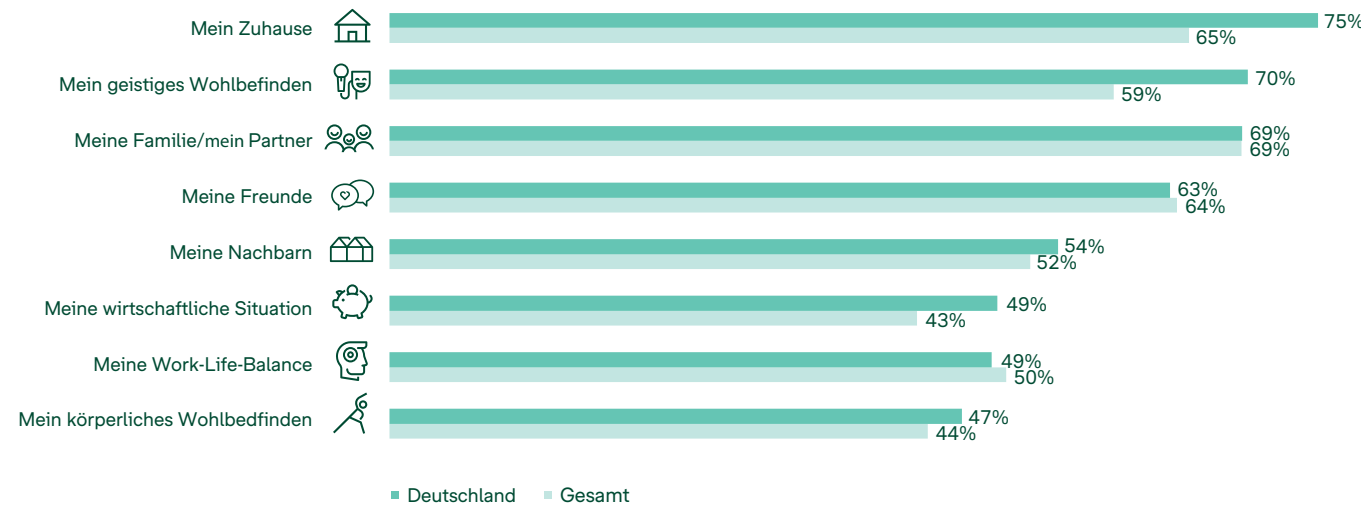 Mein Zuhause
75%
65%
Mein geistiges Wohlbefinden
70%
59%
Meine Familie/mein Partner
69%
69%
Meine Freunde
63%
64%
Meine Nachbarn
54%
52%
Meine wirtschaftliche Situation
49%
43%
Meine Work-Life-Balance
49%
50%
Mein körperliches Wohlbedfinden
47%
44%
Deutschland Gesamt